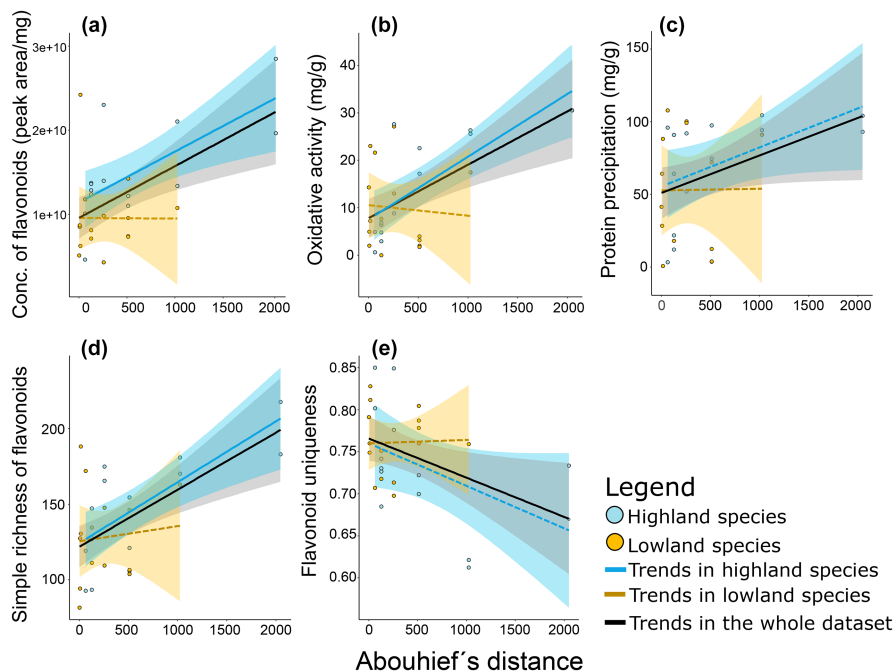 (a)
(b)
(c)
Conc. of flavonoids (peak area/mg)
3e+10
2e+10
1e+10
0 500 1000 1500 2000
Oxidative activity (mg/g)
40
30
20
10
0
0 500 1000 1500 2000
Protein precipitation (mg/g)
150
100
50
0
0 500 1000 1500 2000
(d)
(e)
Simple richness of flavonoids
200
150
100
0 500 1000 1500 2000
Flavonoid uniqueness
0.85
0.80
0.75
0.70
0.65
0.60
0 500 1000 1500 2000
Legend
Highland species
Lowland species
Trends in highland species
Trends in lowland species
Trends in the whole dataset
Abouhief´s distance